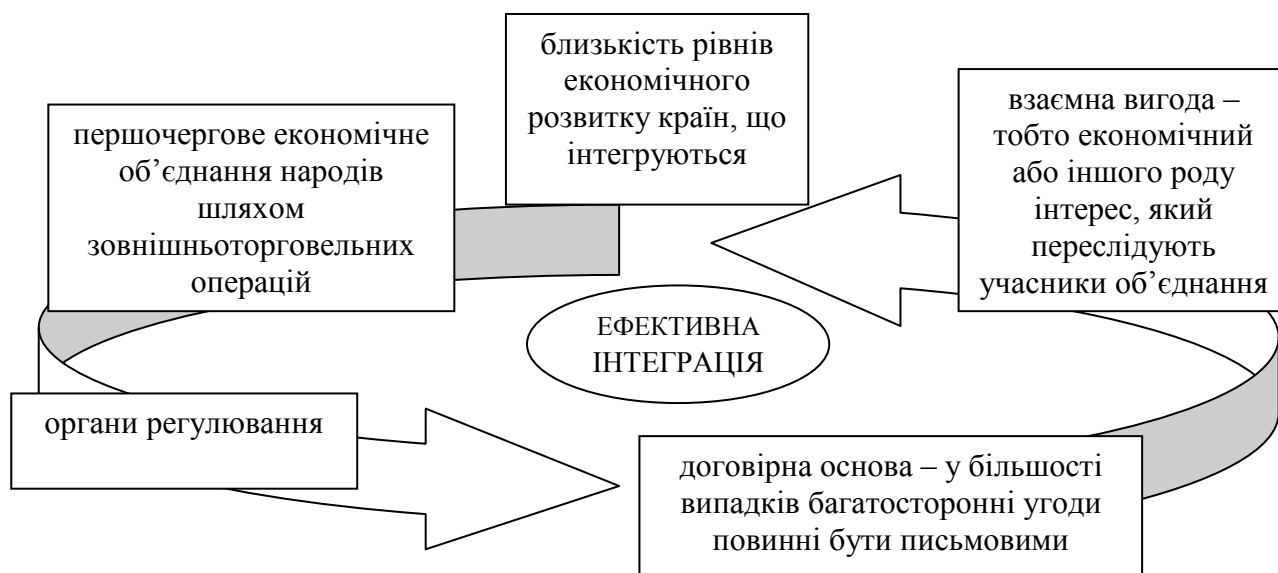 близькість рівнів
економічного
розвитку країн, що
інтегруються
першочергове економічне
об’єднання народів
шляхом
зовнішньоторговельних
операцій
взаємна вигода –
тобто економічний
або іншого роду
інтерес, який
переслідують
учасники об’єднання
ЕФЕКТИВНА
ІНТЕГРАЦІЯ
органи регулювання
договірна основа – у більшості
випадків багатосторонні угоди
повинні бути письмовими